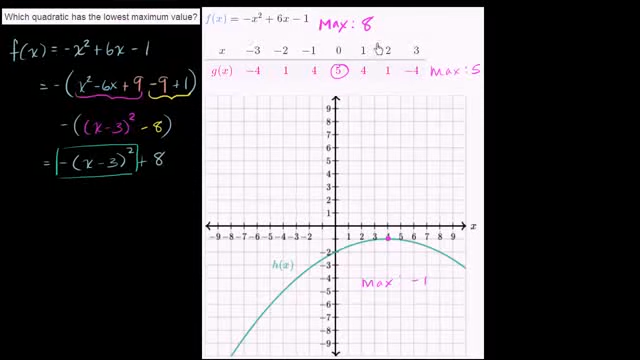 Which quadratic has the lowest maximum value?
f(x) = -x² + 6x - 1
= -(x² - 6x + 9 - 9 + 1)
-((x - 3)² - 8)
= -(x - 3)² + 8
f(x) = -x² + 6x - 1 Max: 8
x -3 -2 -1 0 1 2 3
g(x) -4 1 4 5 4 1 -4 max: 5
9
8
7
6
5
4
3
2
1
x
-9 -8 -7 -6 -5 -4 -3 -2 1 2 3 4 5 6 7 8 9
-2
h(x)
-3
-4
max: -1
-5
-6
-7
-8
-9